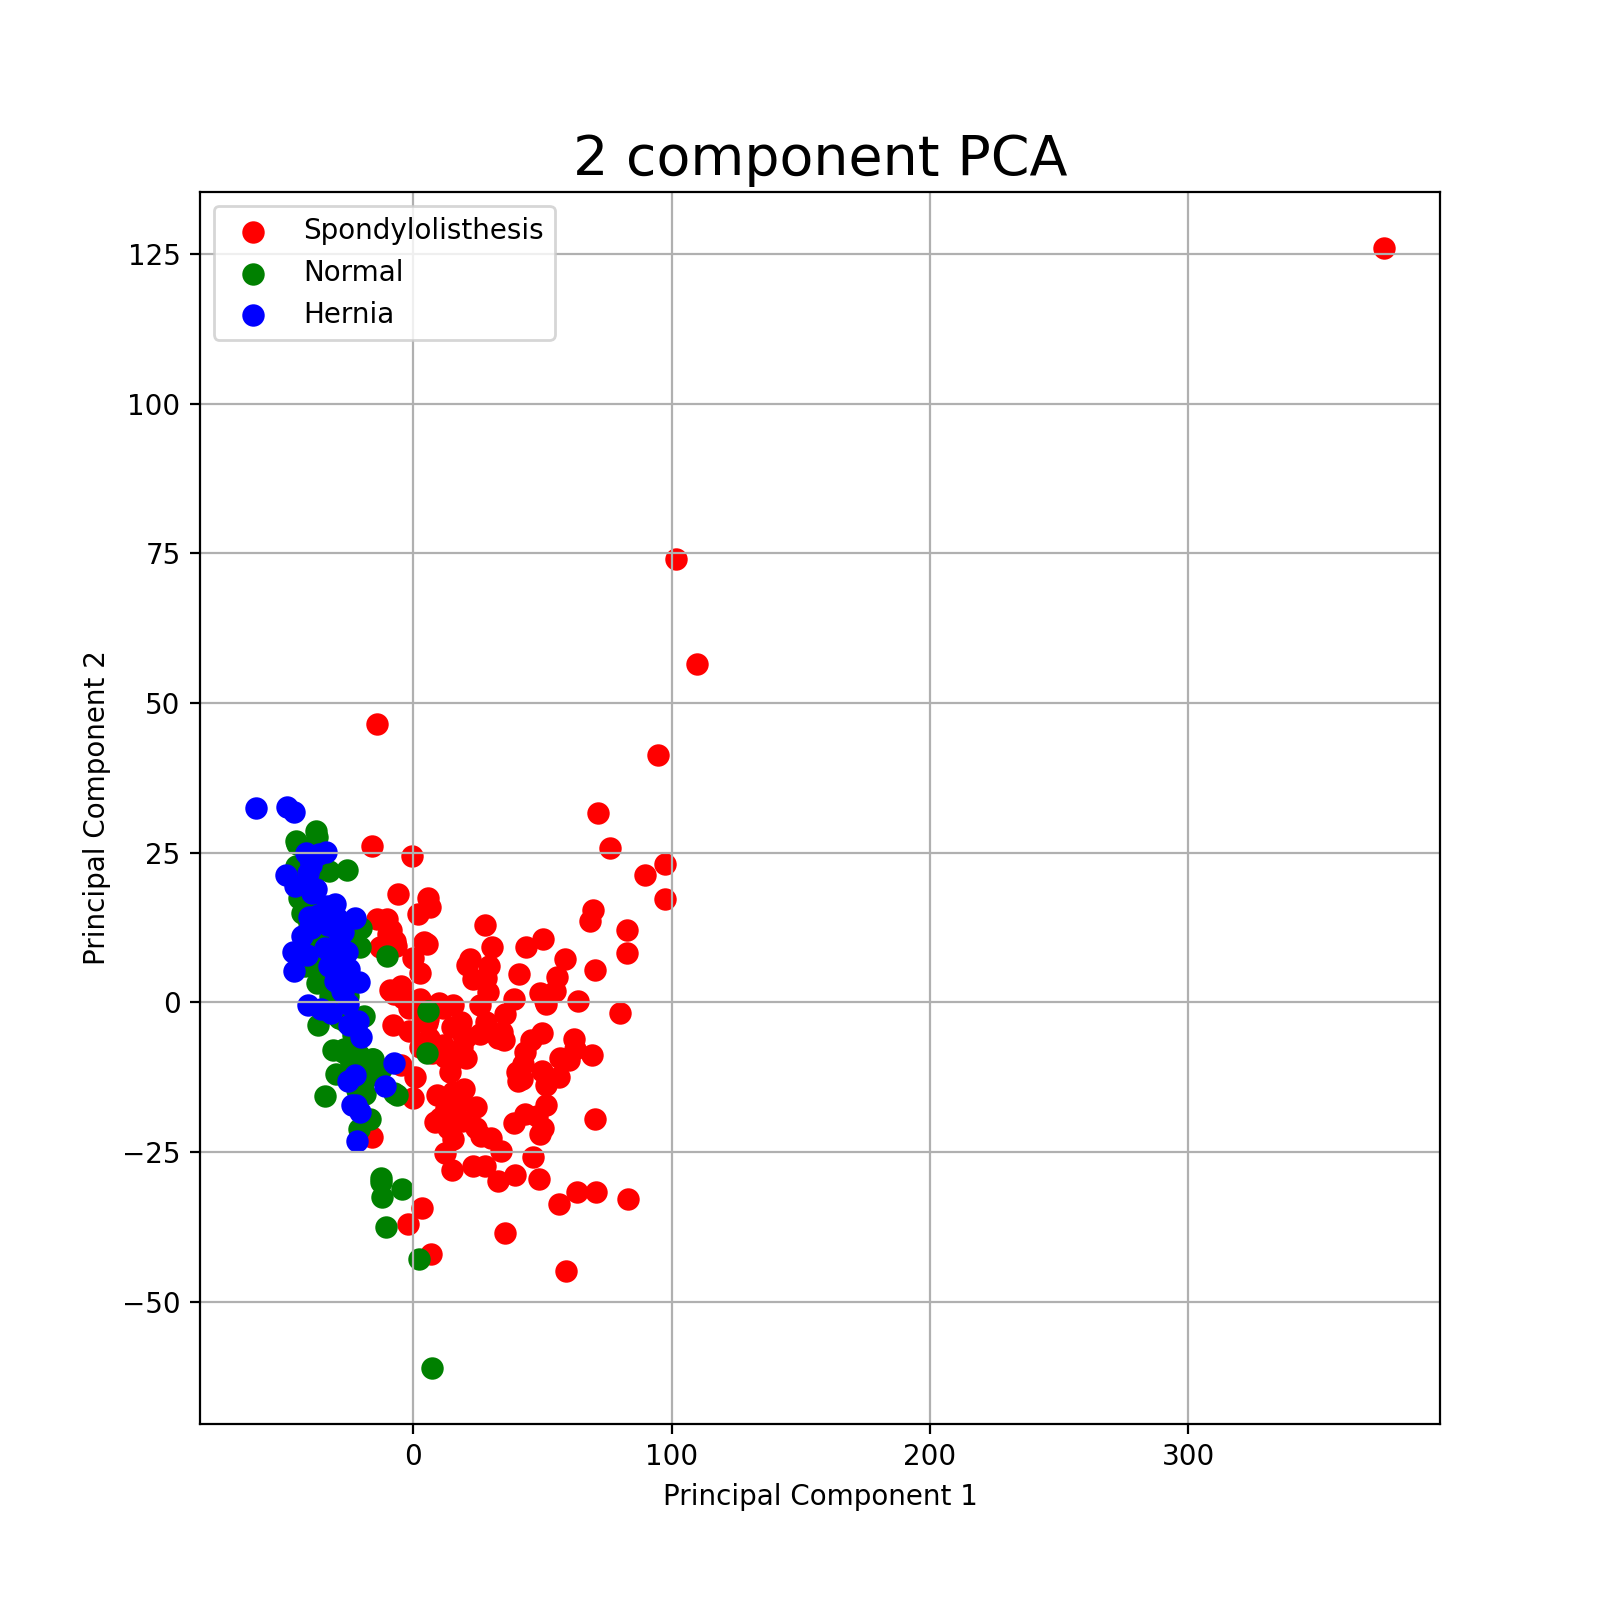 2 component PCA
Spondylolisthesis
Normal
Hernia
125
100
75
50
25
0
−25
−50
Principal Component 2
0 100 200 300
Principal Component 1